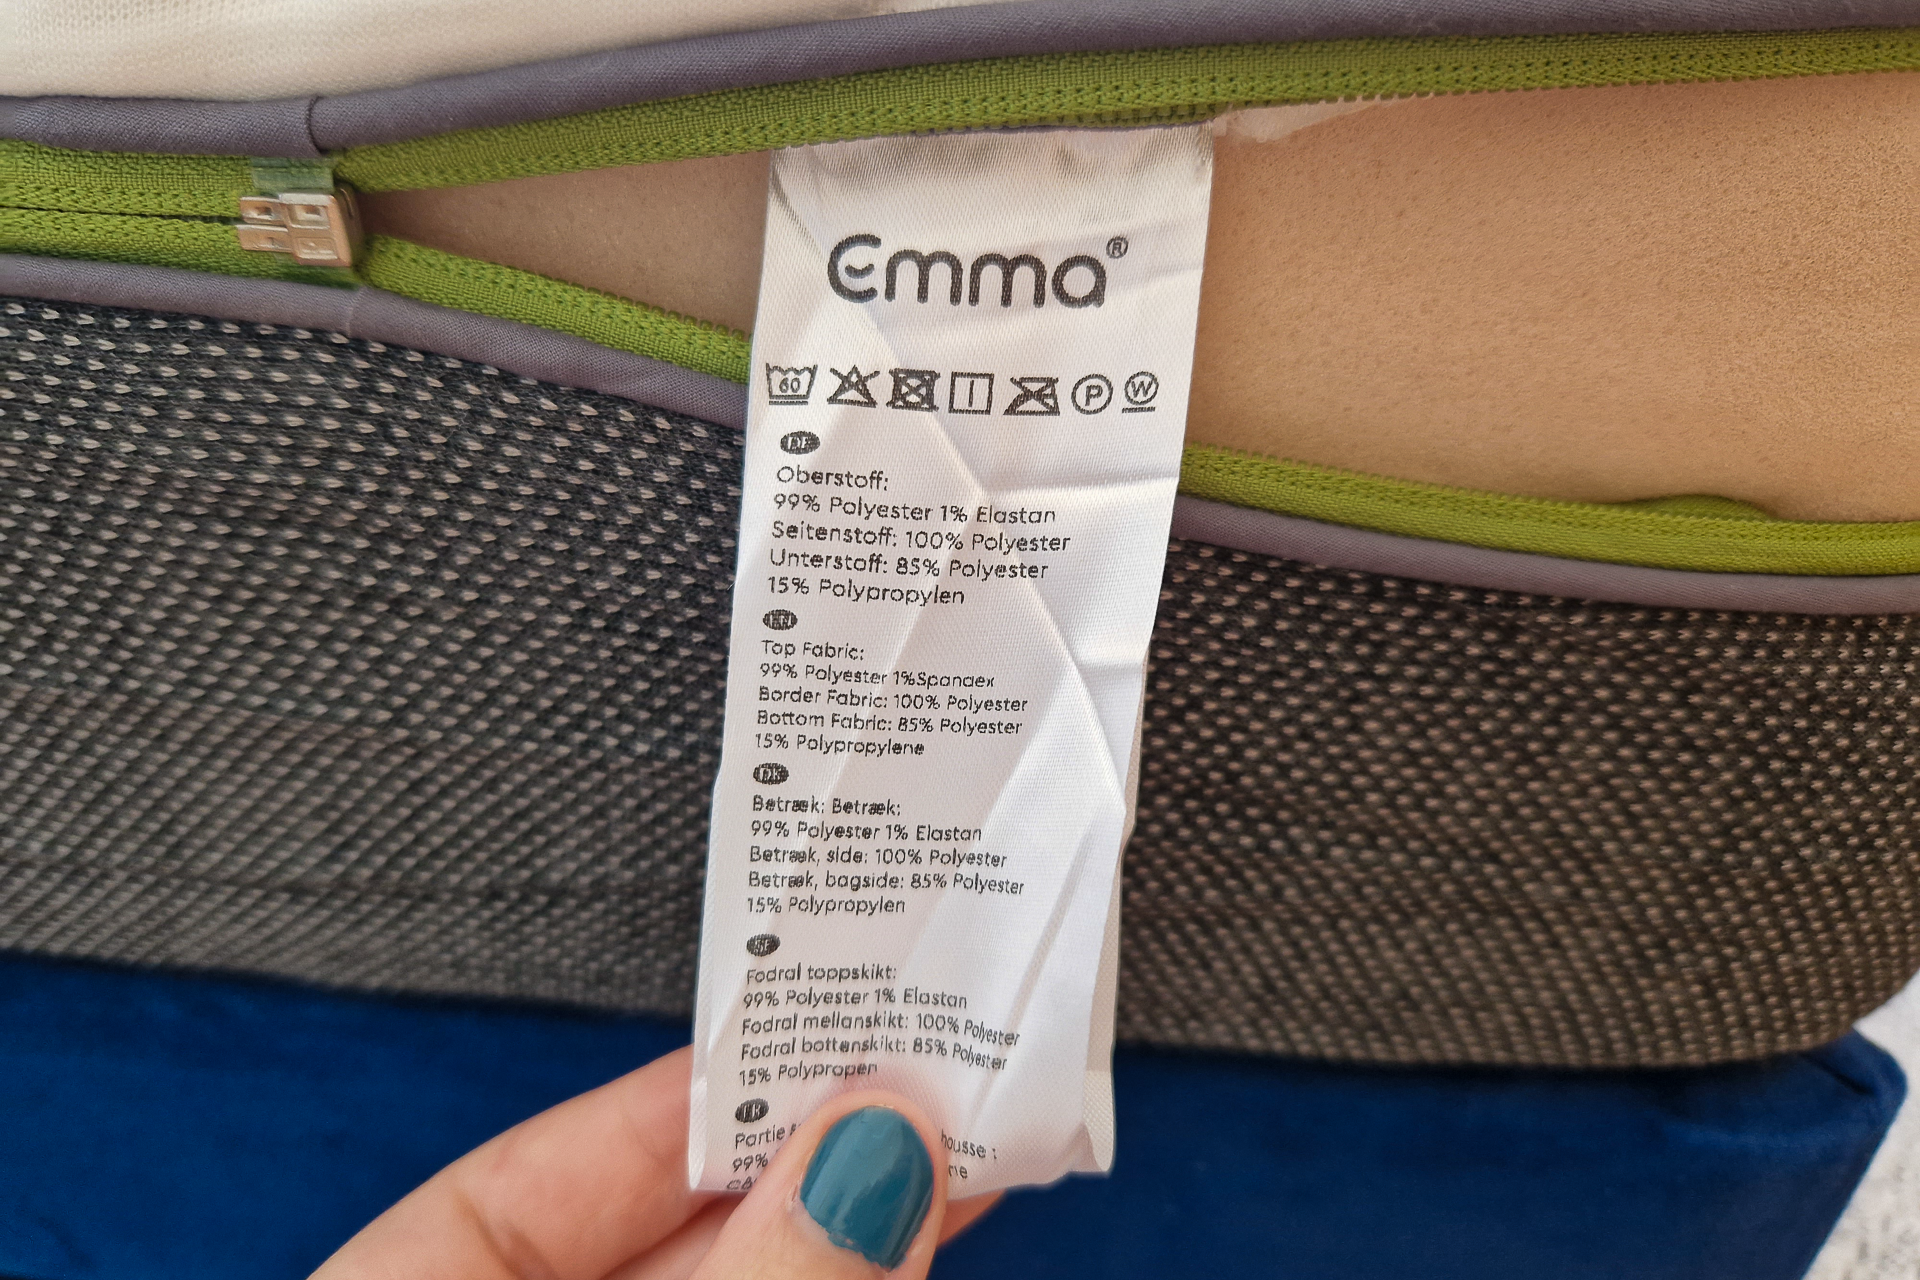 Emma®
60 P W
DE
Oberstoff:
99% Polyester 1% Elastan
Seitenstoff: 100% Polyester
Unterstoff: 85% Polyester
15% Polypropylen
EN
Top Fabric:
99% Polyester 1%Spandex
Border Fabric: 100% Polyester
Bottom Fabric: 85% Polyester
15% Polypropylene
DK
Betræk: Betræk:
99% Polyester 1% Elastan
Betræk, side: 100% Polyester
Betræk, bagside: 85% Polyester
15% Polypropylen
SE
Fodral toppskikt:
99% Polyester 1% Elastan
Fodral mellanskikt: 100% Polyester
Fodral bottenskikt: 85% Polyester
15% Polypropen
FR
Partie housse :
99%